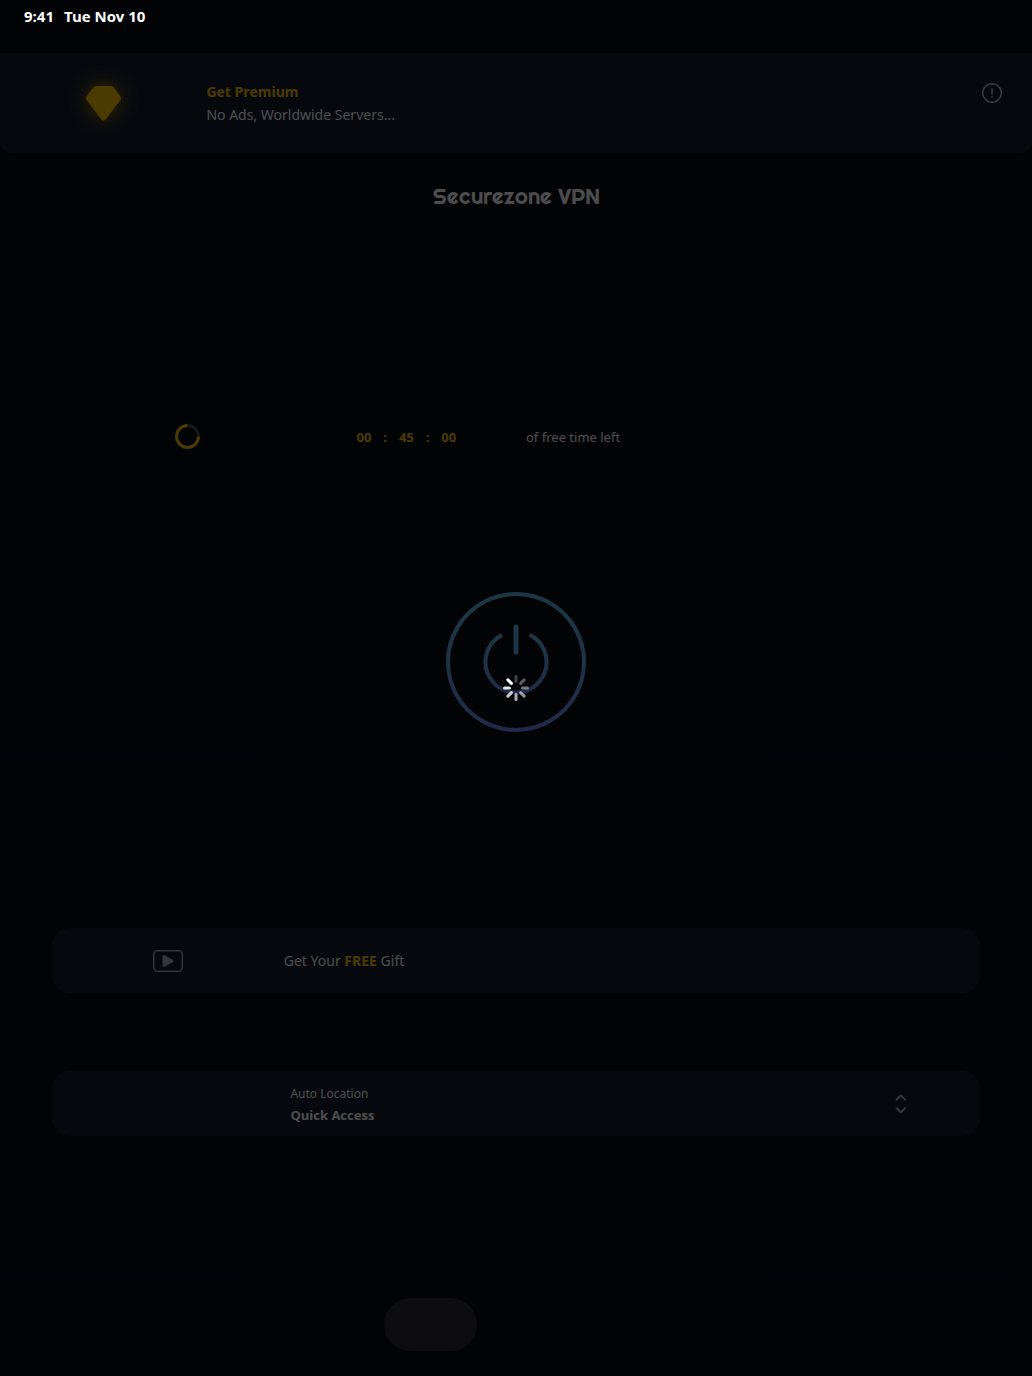 9:41 Tue Nov 10
Get Premium
No Ads, Worldwide Servers...
Securezone VPN
00 : 45 : 00 of free time left
Get Your FREE Gift
Auto Location
Quick Access